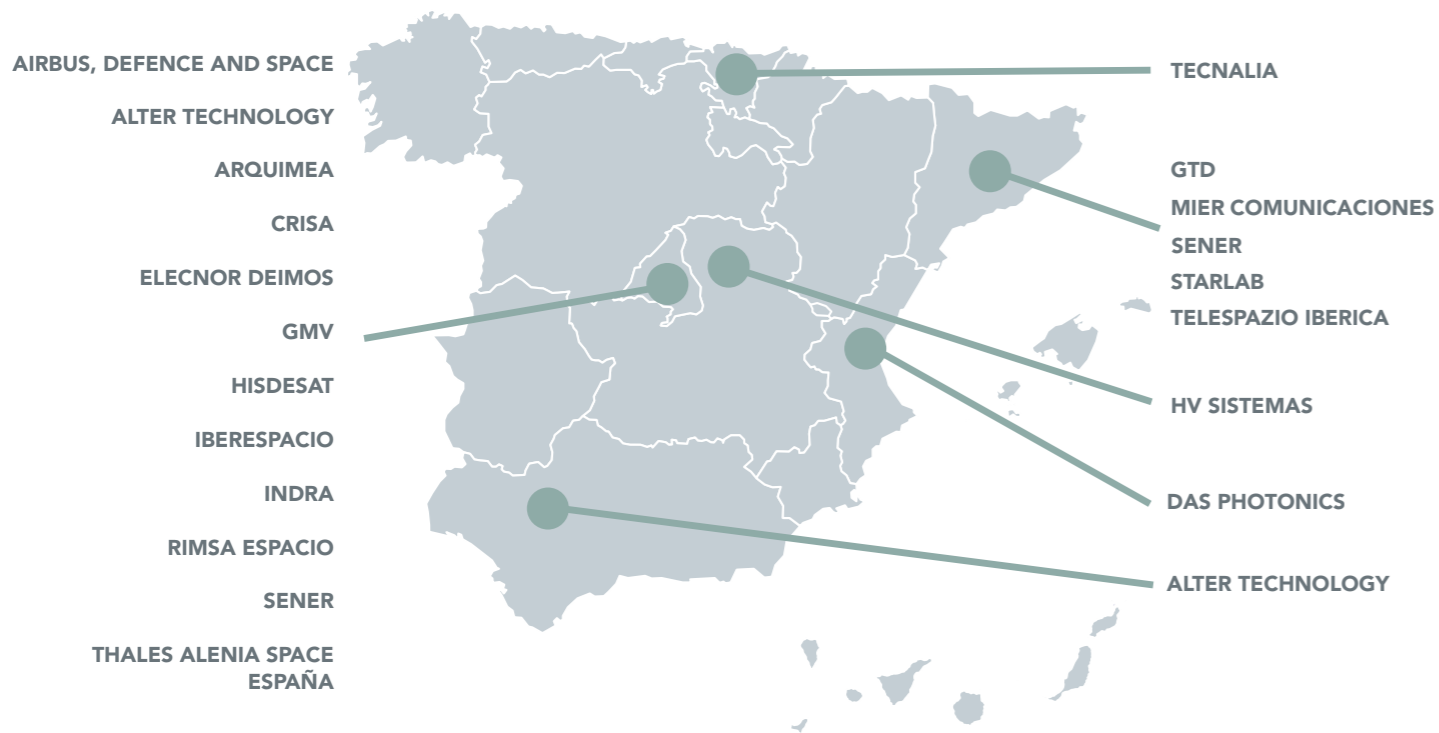 AIRBUS, DEFENCE AND SPACE
ALTER TECHNOLOGY
ARQUIMEA
CRISA
ELECNOR DEIMOS
GMV
HISDESAT
IBERESPACIO
INDRA
RIMSA ESPACIO
SENER
THALES ALENIA SPACE
ESPAÑA
TECNALIA
GTD
MIER COMUNICACIONES
SENER
STARLAB
TELESPAZIO IBERICA
HV SISTEMAS
DAS PHOTONICS
ALTER TECHNOLOGY